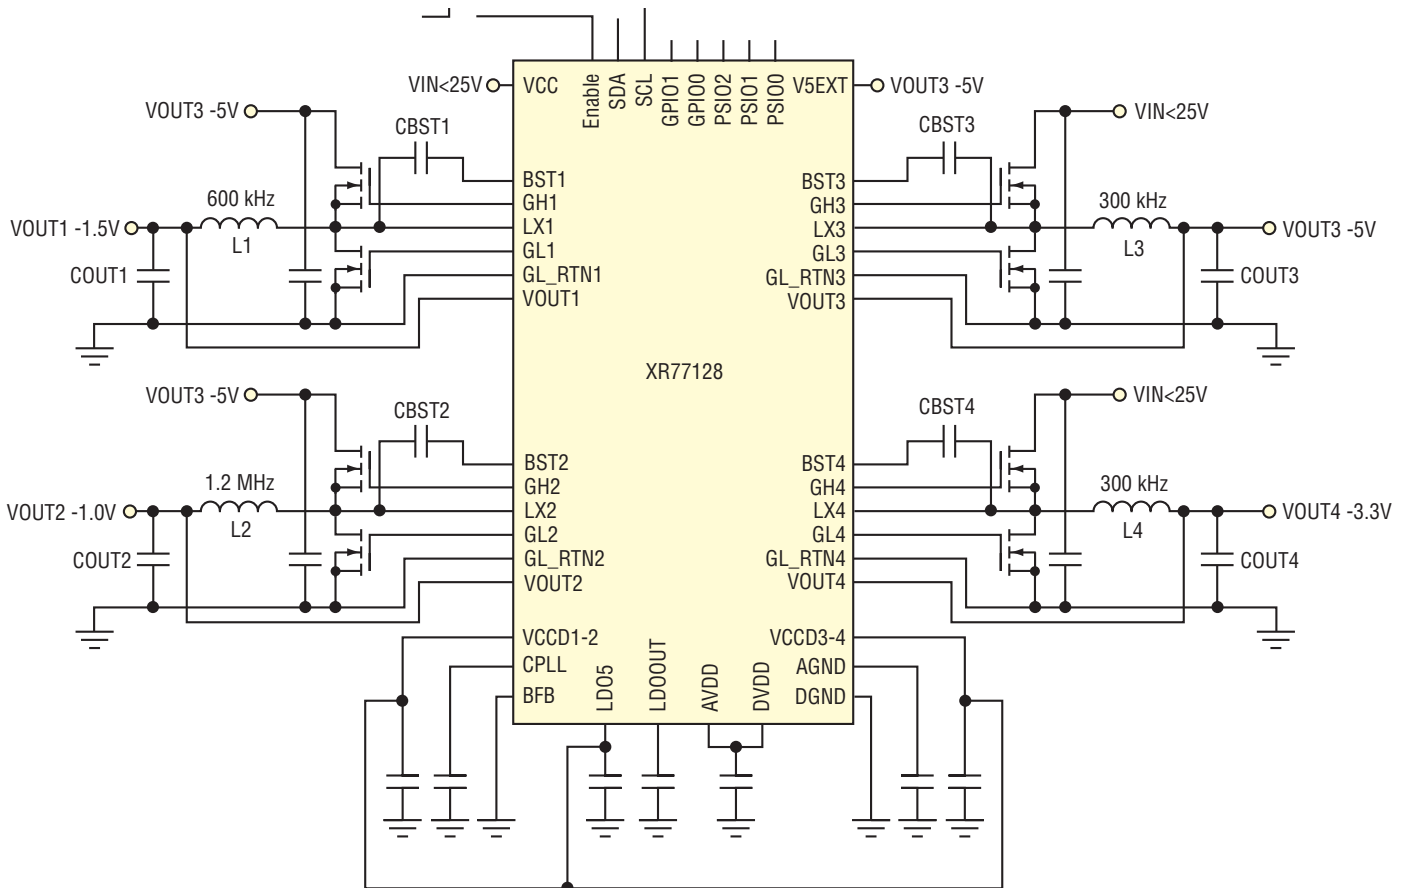 VIN<25V
VCC
Enable
SDA
SCL
GPIO1
GPIO0
PSIO2
PSIO1
PSIO0
V5EXT
VOUT3 -5V
VOUT3 -5V
CBST1
BST1
GH1
600 kHz
VOUT1 -1.5V
L1
LX1
COUT1
GL1
GL_RTN1
VOUT1
CBST3
VIN<25V
BST3
GH3
300 kHz
LX3
L3
VOUT3 -5V
GL3
GL_RTN3
COUT3
VOUT3
XR77128
VOUT3 -5V
CBST2
BST2
1.2 MHz
GH2
VOUT2 -1.0V
L2
LX2
GL2
COUT2
GL_RTN2
VOUT2
CBST4
VIN<25V
BST4
300 kHz
GH4
LX4
L4
VOUT4 -3.3V
GL4
GL_RTN4
COUT4
VOUT4
VCCD1-2
CPLL
BFB
LDO5
LDOOUT
AVDD
DVDD
VCCD3-4
AGND
DGND